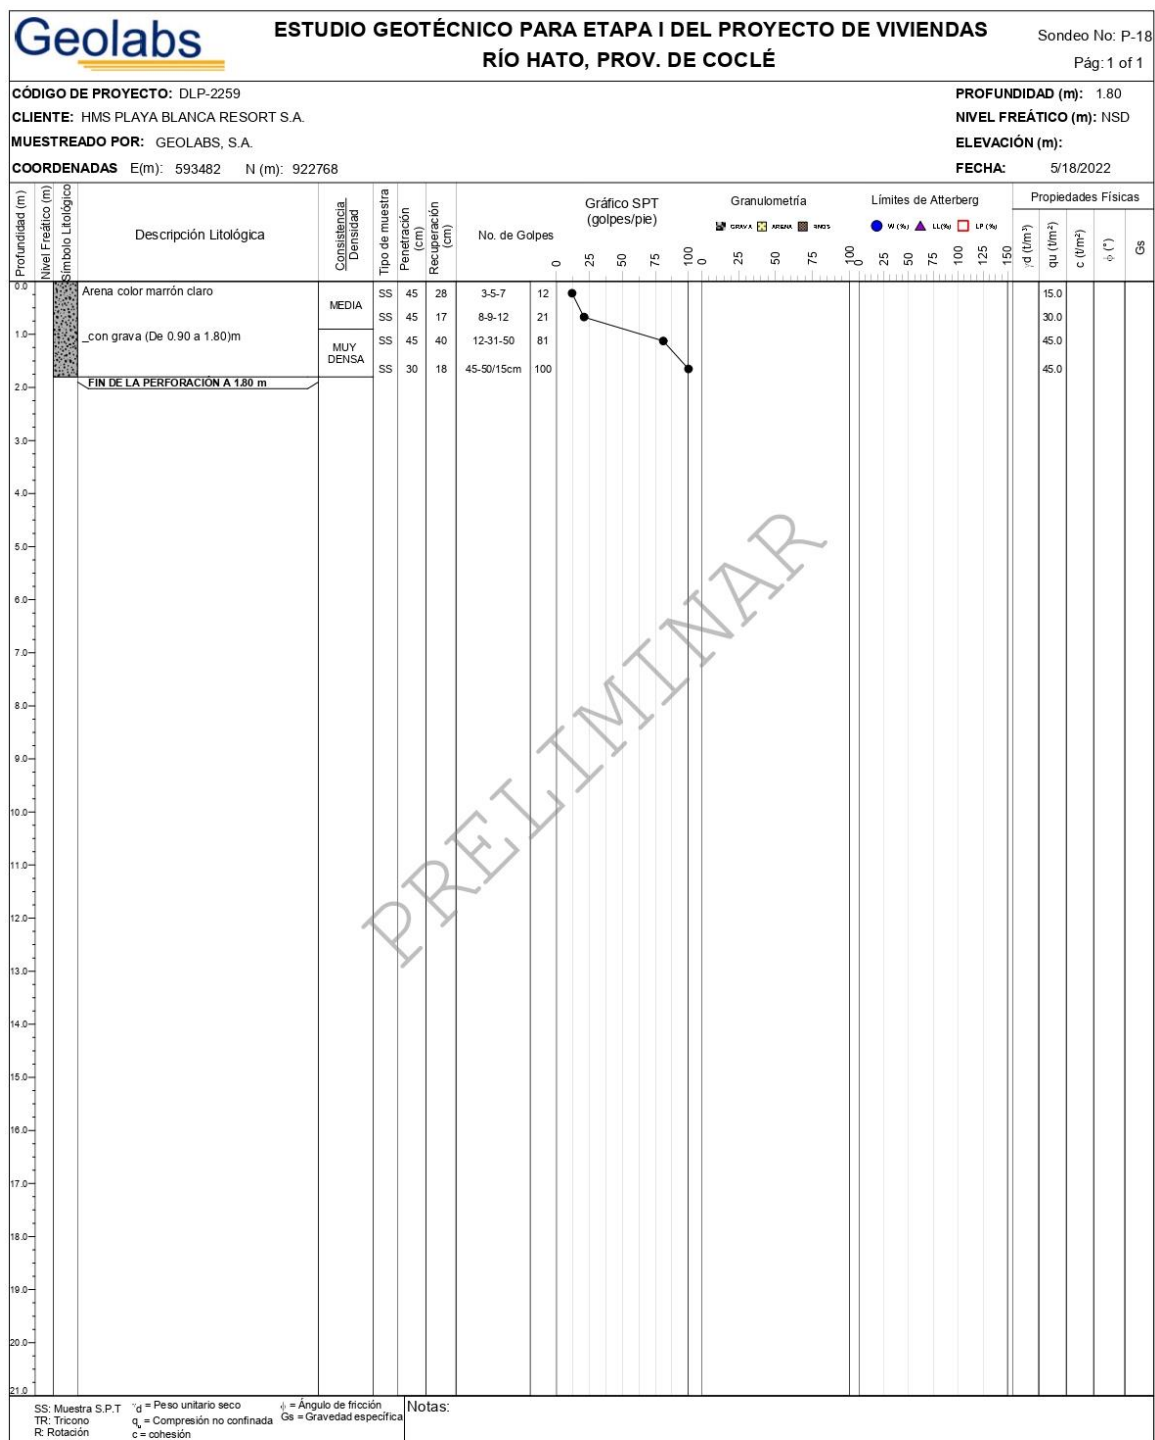 Geolabs
ESTUDIO GEOTÉCNICO PARA ETAPA I DEL PROYECTO DE VIVIENDAS
RÍO HATO, PROV. DE COCLÉ
Sondeo No: P-18
Pág: 1 of 1
CÓDIGO DE PROYECTO: DLP-2259
PROFUNDIDAD (m): 1.80
CLIENTE: HMS PLAYA BLANCA RESORT S.A.
NIVEL FREÁTICO (m): NSD
MUESTREADO POR: GEOLABS, S.A.
ELEVACIÓN (m):
COORDENADAS E(m): 593482 N (m): 922768
FECHA: 5/18/2022
Profundidad (m)
Nivel Freático (m)
Símbolo Litológico
Descripción Litológica
Consistencia
Densidad
Tipo de muestra
Penetración (cm)
Recuperación (cm)
No. de Golpes
Gráfico SPT
(golpes/pie)
0 25 50 75 100
Granulometría
GRAVA ARENA FINOS
0 25 50 75 100
Límites de Atterberg
W (%) LL(%) LP (%)
0 25 50 75 100 125 150
Propiedades Físicas
γd (t/m³)
qu (t/m²)
c (t/m²)
ϕ (°)
Gs
0.0
Arena color marrón claro
MEDIA
SS 45 28 3-5-7 12 15.0
SS 45 17 8-9-12 21 30.0
1.0
_con grava (De 0.90 a 1.80)m
MUY
DENSA
SS 45 40 12-31-50 81 45.0
SS 30 18 45-50/15cm 100 45.0
FIN DE LA PERFORACIÓN A 1.80 m
2.0
3.0
4.0
5.0
6.0
7.0
8.0
9.0
10.0
11.0
12.0
13.0
14.0
15.0
16.0
17.0
18.0
19.0
20.0
21.0
PRELIMINAR
SS: Muestra S.P.T
TR: Tricono
R: Rotación
γd = Peso unitario seco
qu = Compresión no confinada
c = cohesión
ϕ = Ángulo de fricción
Gs = Gravedad específica
Notas: